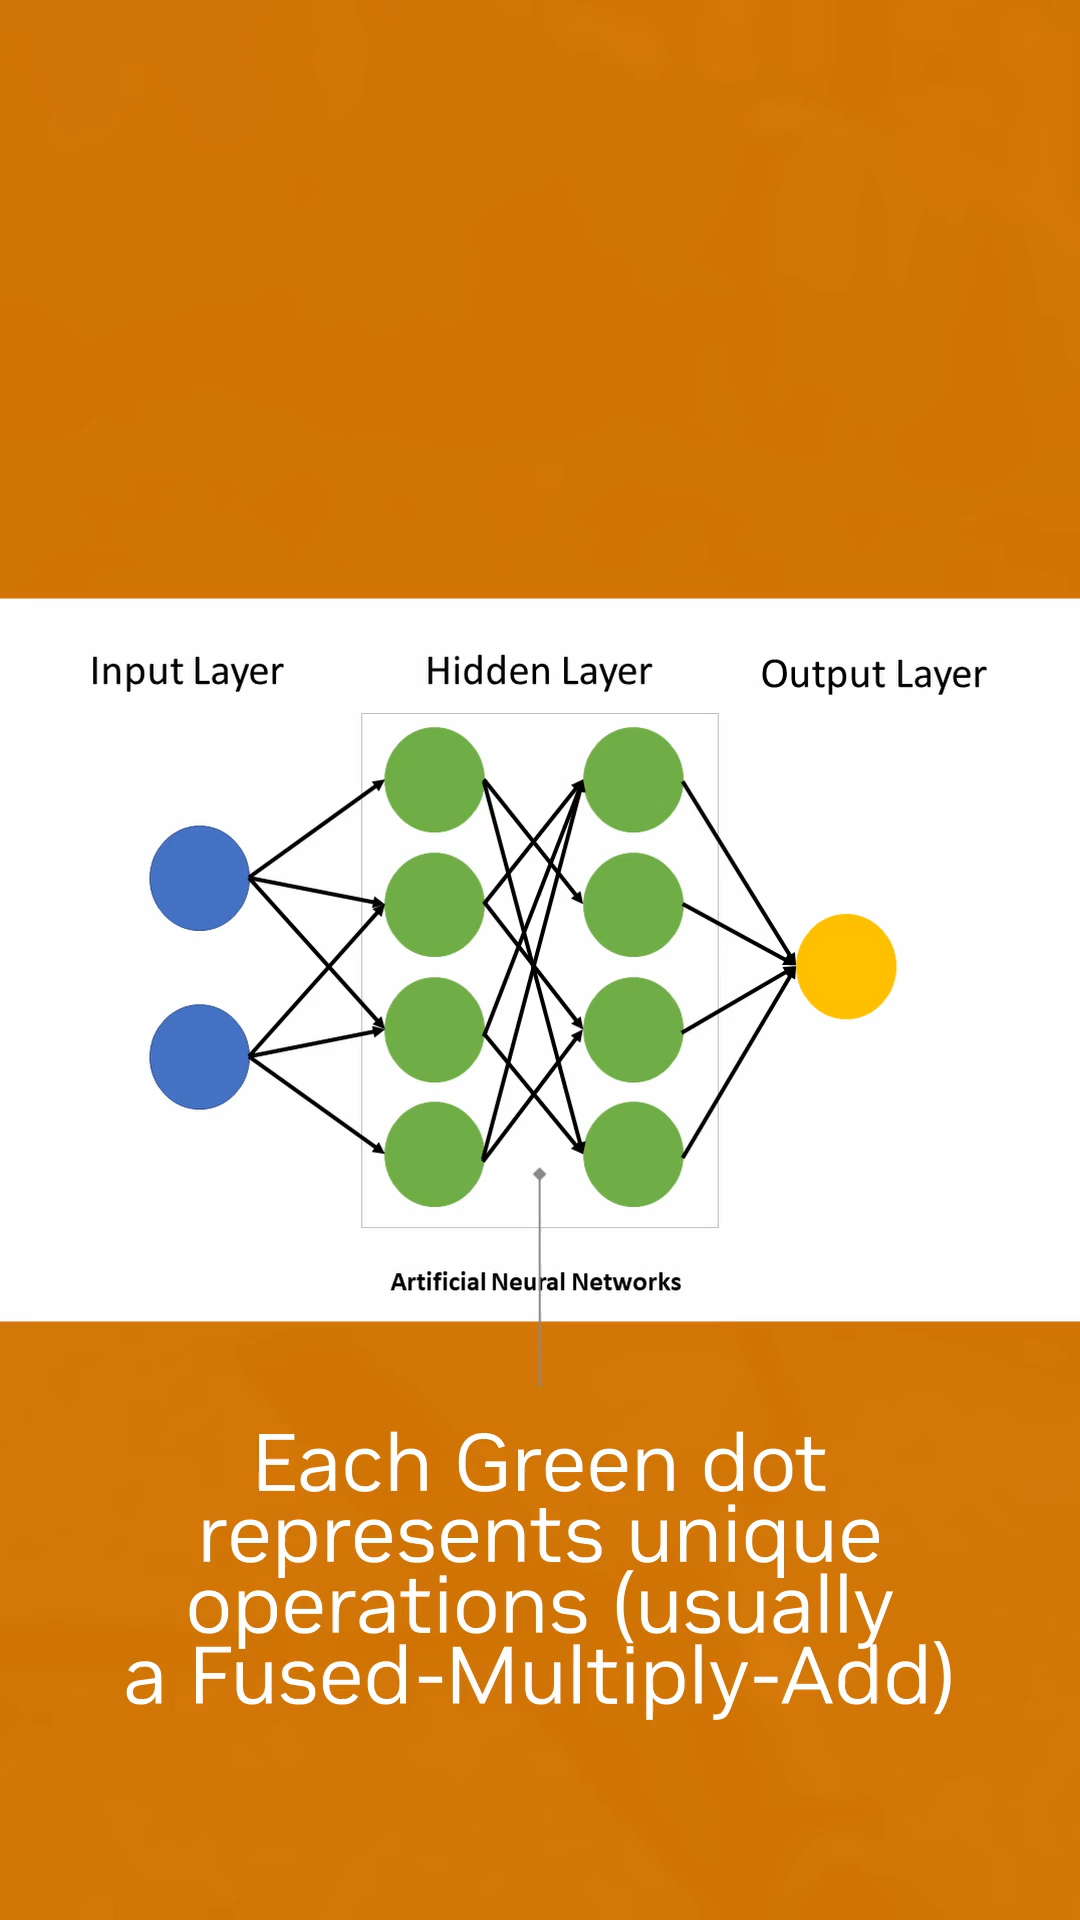 Input Layer
Hidden Layer
Output Layer
Artificial Neural Networks
Each Green dot
represents unique
operations (usually
a Fused-Multiply-Add)